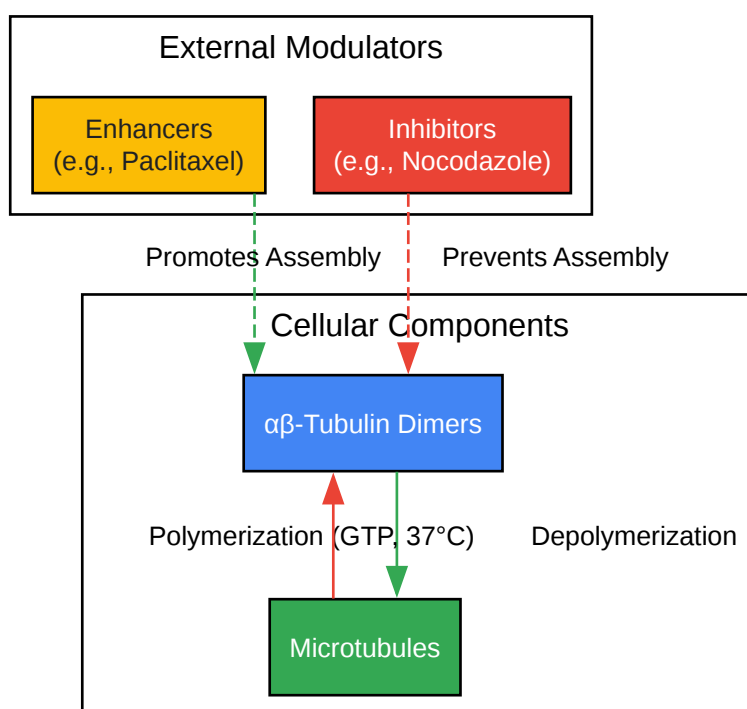 External Modulators
Enhancers
(e.g., Paclitaxel)
Inhibitors
(e.g., Nocodazole)
Promotes Assembly
Prevents Assembly
Cellular Components
αβ-Tubulin Dimers
Polymerization (GTP, 37°C)
Depolymerization
Microtubules